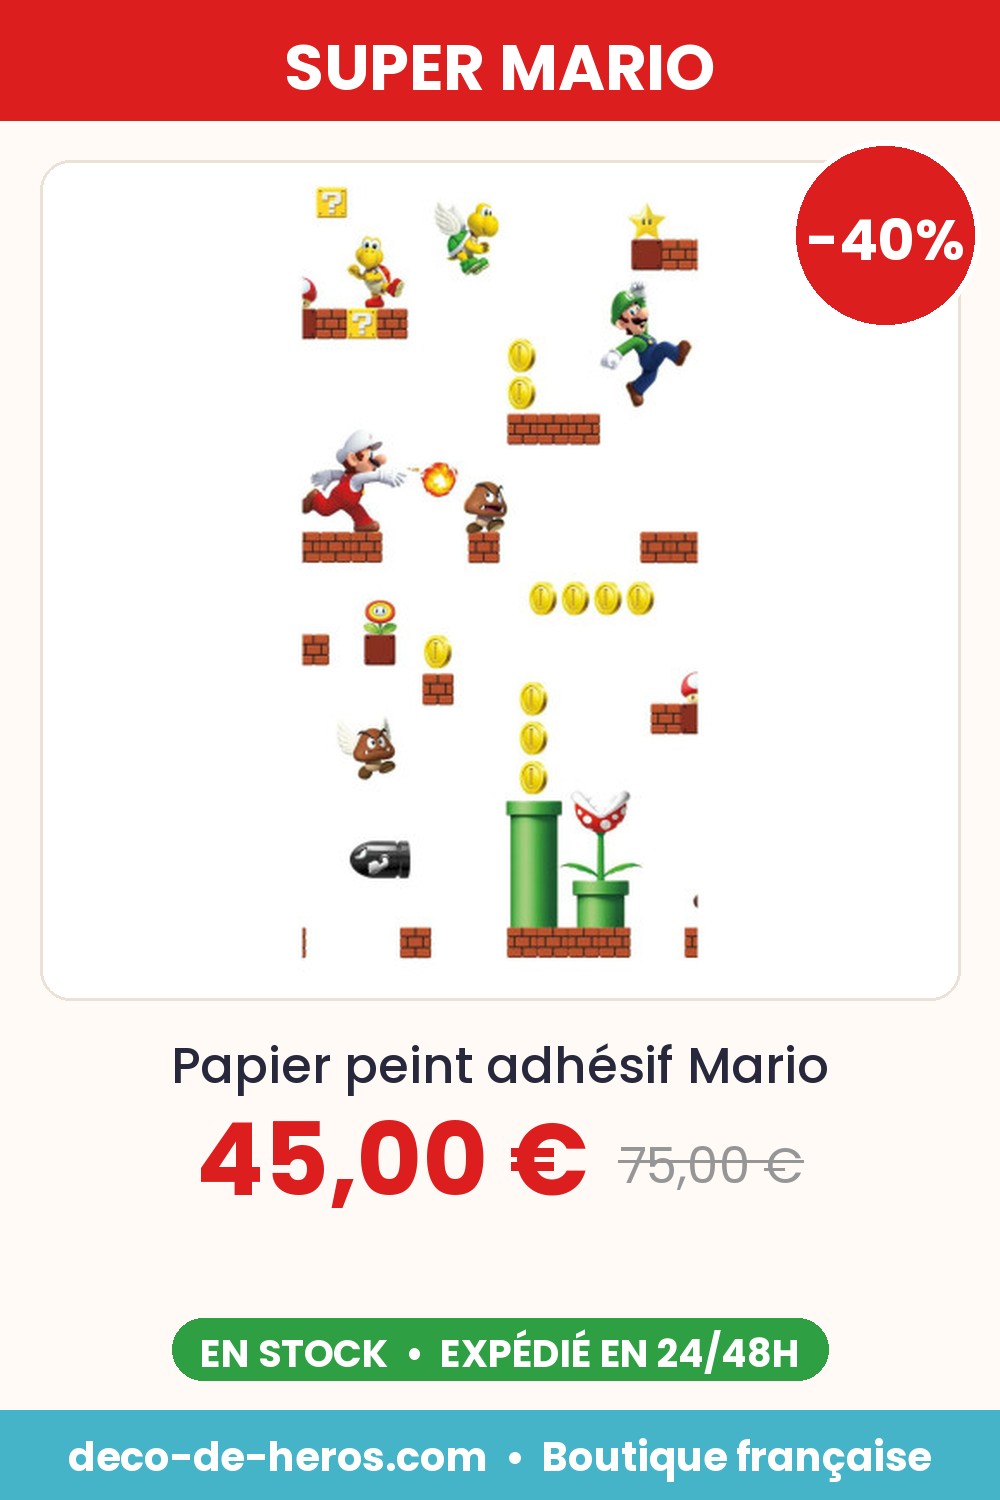 SUPER MARIO
-40%
?
?
Papier peint adhésif Mario
45,00 € 75,00 €
EN STOCK • EXPÉDIÉ EN 24/48H
deco-de-heros.com • Boutique française